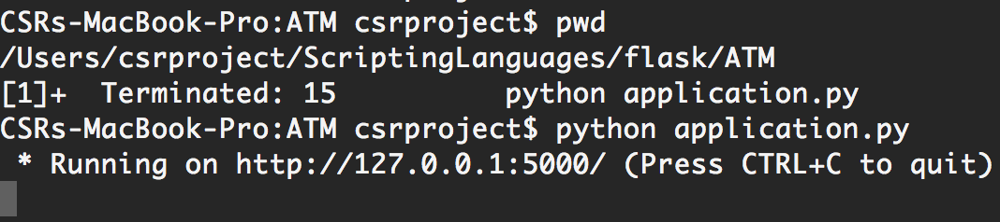 CSRs-MacBook-Pro:ATM csrproject$ pwd
/Users/csrproject/ScriptingLanguages/flask/ATM
[1]+  Terminated: 15          python application.py
CSRs-MacBook-Pro:ATM csrproject$ python application.py
 * Running on http://127.0.0.1:5000/ (Press CTRL+C to quit)